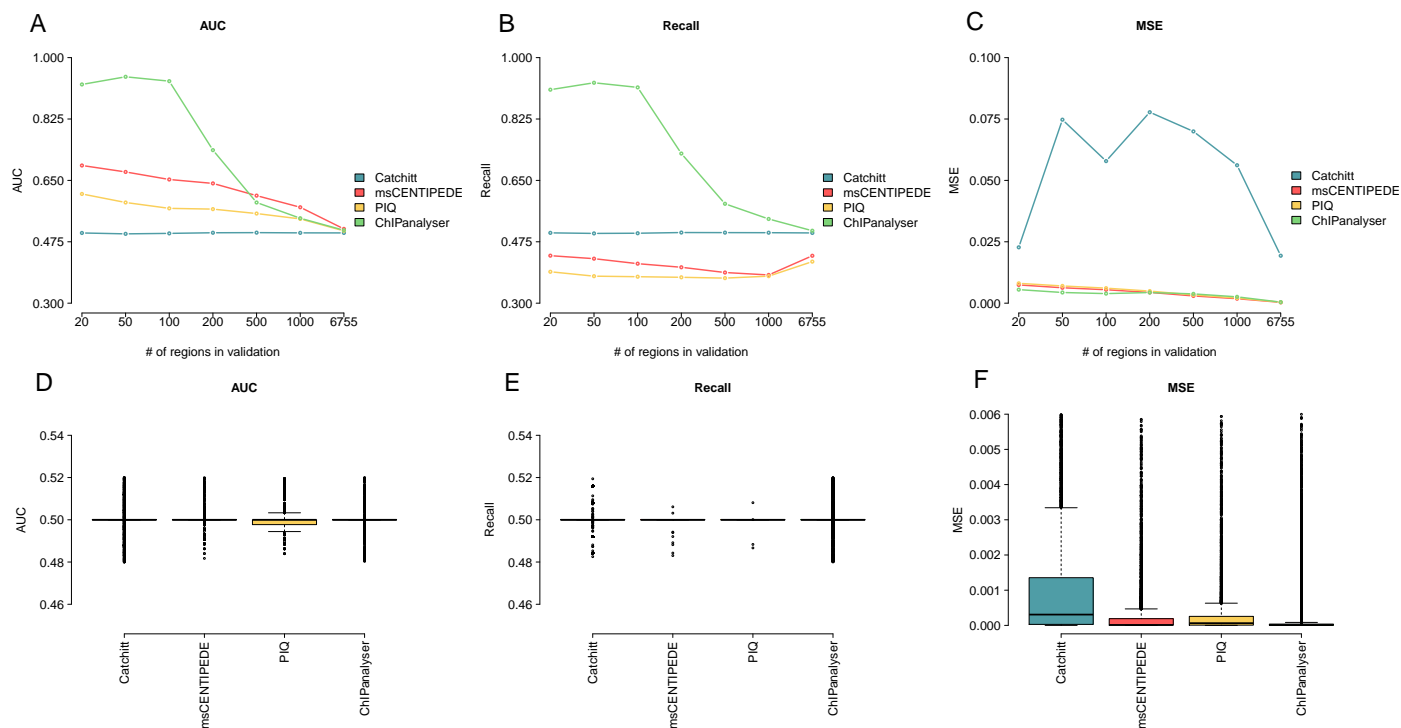 A
AUC
1.000
0.825
0.650
0.475
0.300
AUC
20 50 100 200 500 1000 6755
# of regions in validation
Catchitt
msCENTIPEDE
PIQ
ChIPanalyser
B
Recall
1.000
0.825
0.650
0.475
0.300
Recall
20 50 100 200 500 1000 6755
# of regions in validation
Catchitt
msCENTIPEDE
PIQ
ChIPanalyser
C
MSE
0.100
0.075
0.050
0.025
0.000
MSE
20 50 100 200 500 1000 6755
# of regions in validation
Catchitt
msCENTIPEDE
PIQ
ChIPanalyser
D
AUC
0.54
0.52
0.50
0.48
0.46
AUC
Catchitt
msCENTIPEDE
PIQ
ChIPanalyser
E
Recall
0.54
0.52
0.50
0.48
0.46
Recall
Catchitt
msCENTIPEDE
PIQ
ChIPanalyser
F
MSE
0.006
0.005
0.004
0.003
0.002
0.001
0.000
MSE
Catchitt
msCENTIPEDE
PIQ
ChIPanalyser